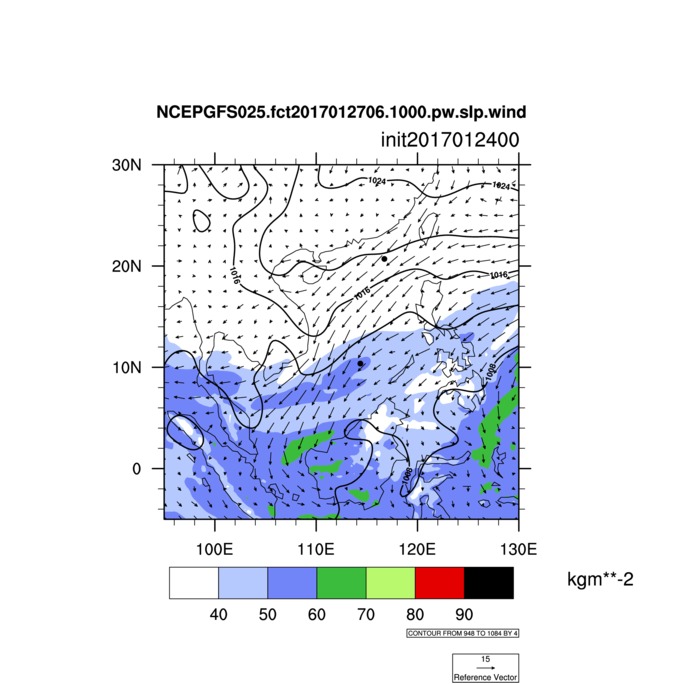 NCEPGFS025.fct2017012706.1000.pw.slp.wind
init2017012400
30N
20N
10N
0
1024
1024
1016
1016
1016
1008
1008
100E
110E
120E
130E
kgm**-2
40
50
60
70
80
90
CONTOUR FROM 948 TO 1084 BY 4
15
Reference Vector